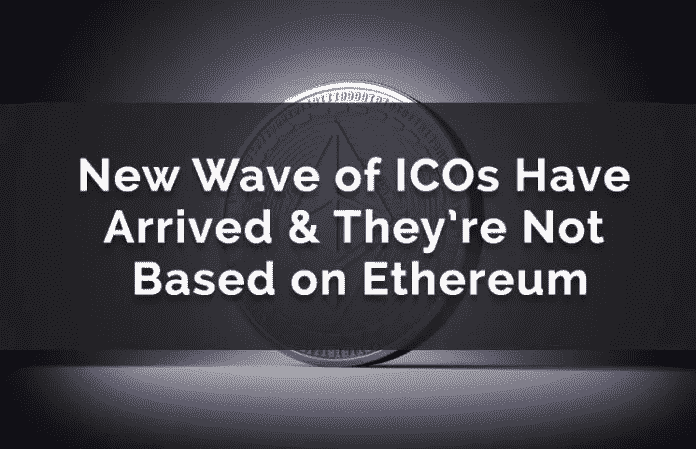 New Wave of ICOs Have
Arrived & They’re Not
Based on Ethereum